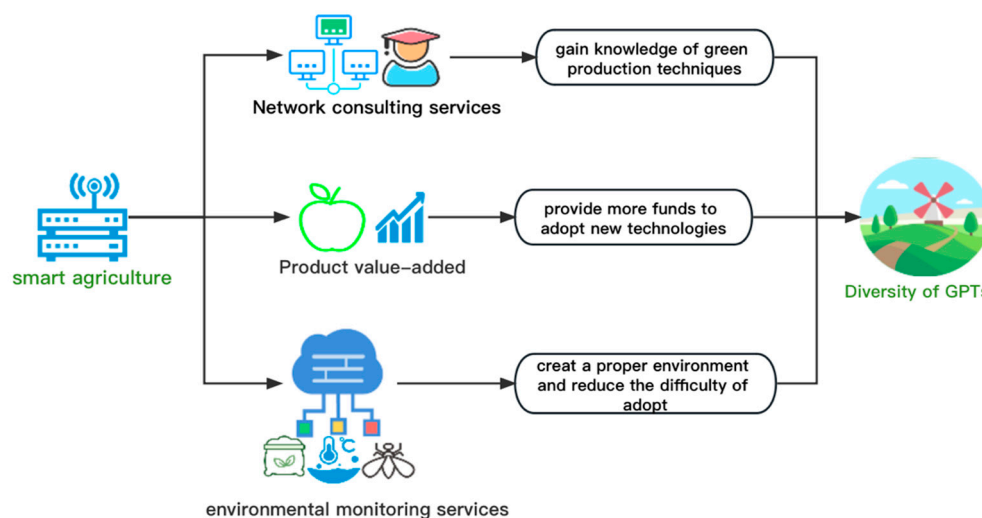 gain knowledge of green
production techniques
Network consulting services
smart agriculture
Product value-added
provide more funds to
adopt new technologies
Diversity of GPTs
℃
environmental monitoring services
creat a proper environment
and reduce the difficulty of
adopt